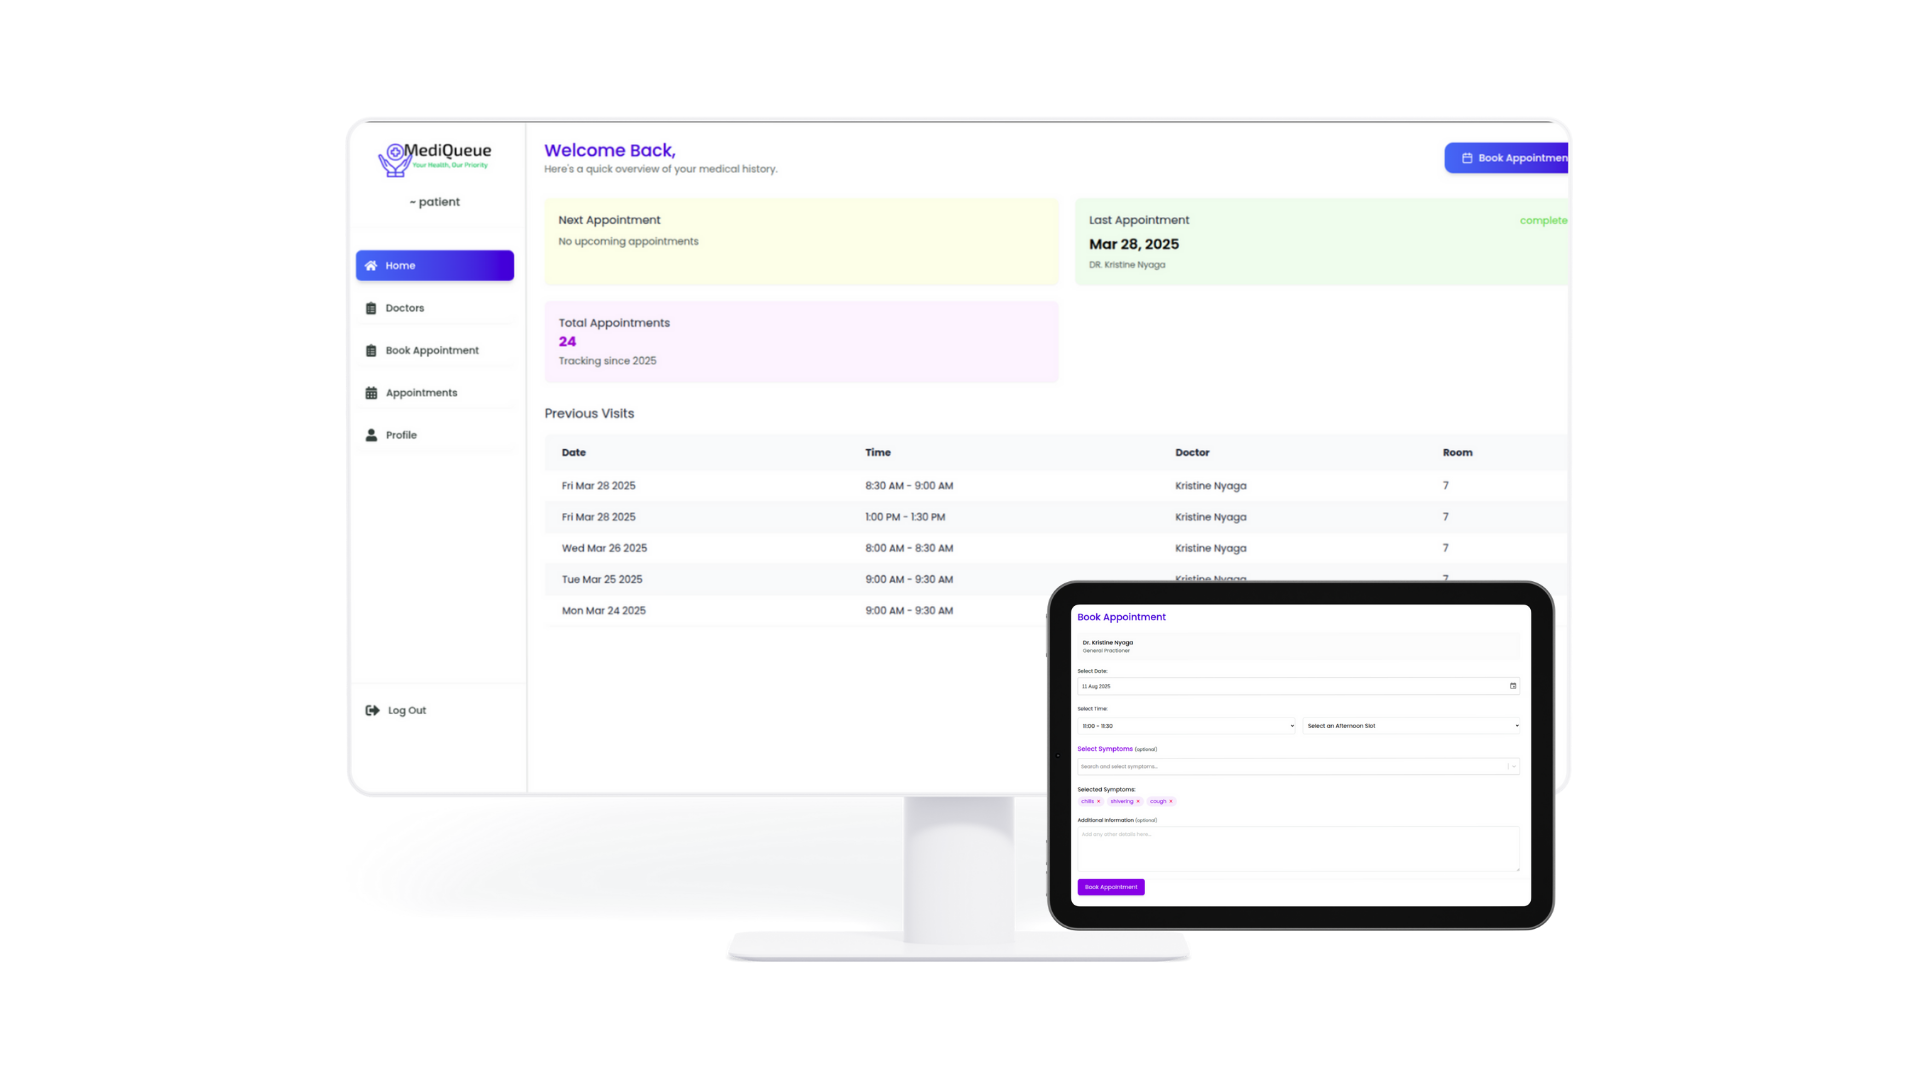 MediQueue
Your Health, Our Priority
~ patient
Home
Doctors
Book Appointment
Appointments
Profile
Log Out
Welcome Back,
Here's a quick overview of your medical history.
Book Appointmen
Next Appointment
No upcoming appointments
Last Appointment complete
Mar 28, 2025
DR. Kristine Nyaga
Total Appointments
24
Tracking since 2025
Previous Visits
Date Time Doctor Room
Fri Mar 28 2025 8:30 AM - 9:00 AM Kristine Nyaga 7
Fri Mar 28 2025 1:00 PM - 1:30 PM Kristine Nyaga 7
Wed Mar 26 2025 8:00 AM - 8:30 AM Kristine Nyaga 7
Tue Mar 25 2025 9:00 AM - 9:30 AM Kristine Nyaga 7
Mon Mar 24 2025 9:00 AM - 9:30 AM
Book Appointment
Dr. Kristine Nyaga
General Practioner
Select Date:
11 Aug 2025
Select Time:
11:00 - 11:30 Select an Afternoon Slot
Select Symptoms (optional)
Search and select symptoms...
Selected Symptoms:
chills × shivering × cough ×
Additional Information (optional)
Add any other details here...
Book Appointment